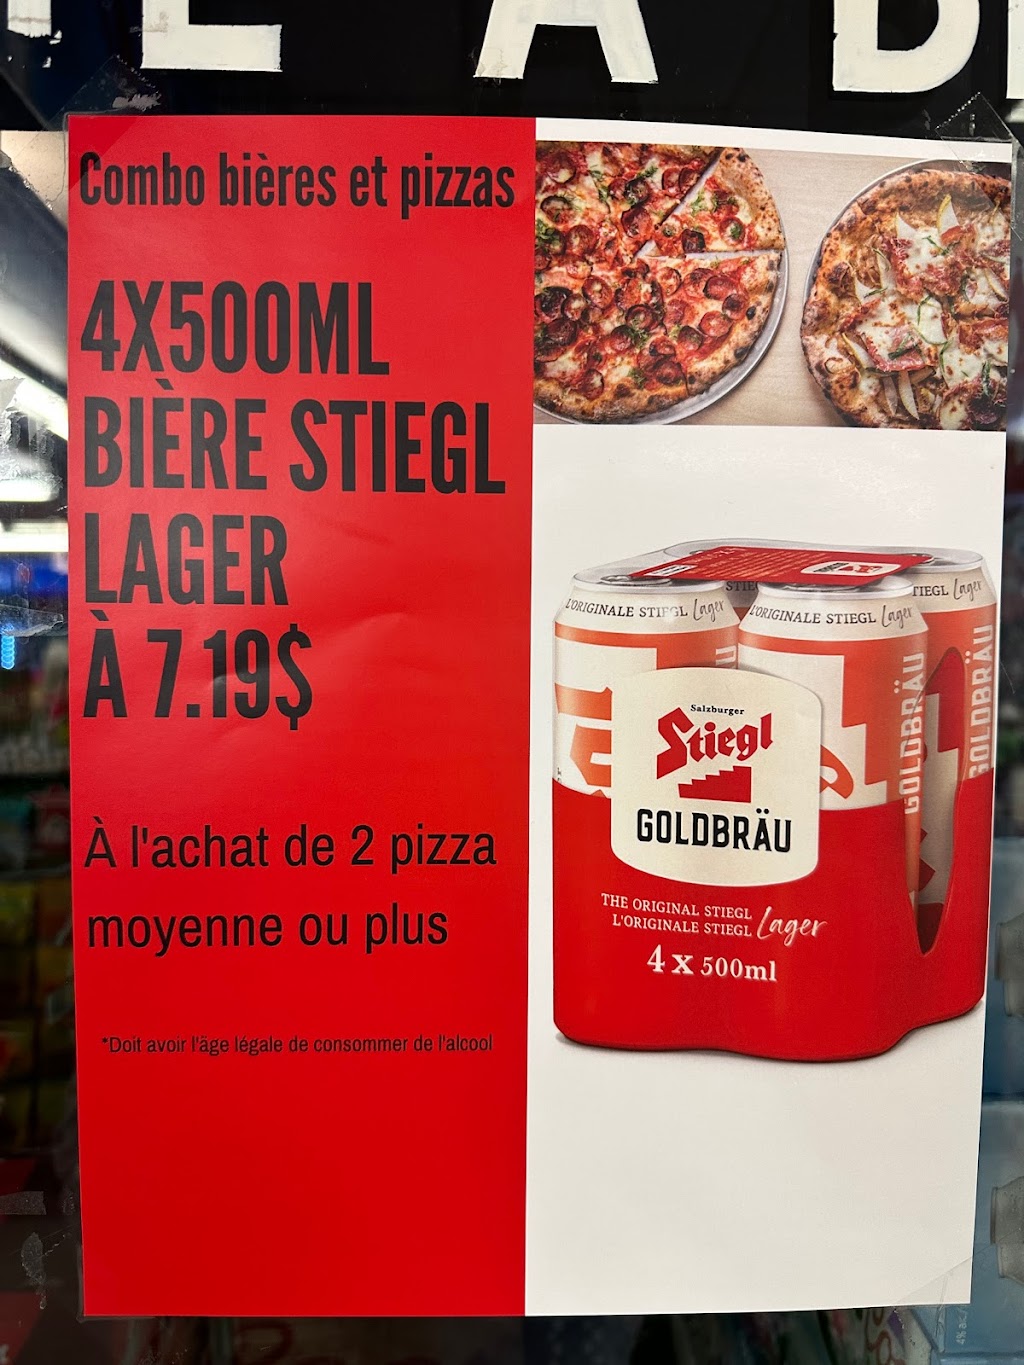 Combo bières et pizzas
4X500ML
BIÈRE STIEGL
LAGER
À 7.19$
À l'achat de 2 pizza
moyenne ou plus
*Doit avoir l'äge légale de consommer de l'alcool
L'ORIGINALE STIEGL Lager
L'ORIGINALE STIEGL Lager
STIEGL Lager
GOLDBRÄU
GOLDBRÄU
Salzburger
Stiegl
GOLDBRÄU
THE ORIGINAL STIEGL
L'ORIGINALE STIEGL Lager
4 x 500ml